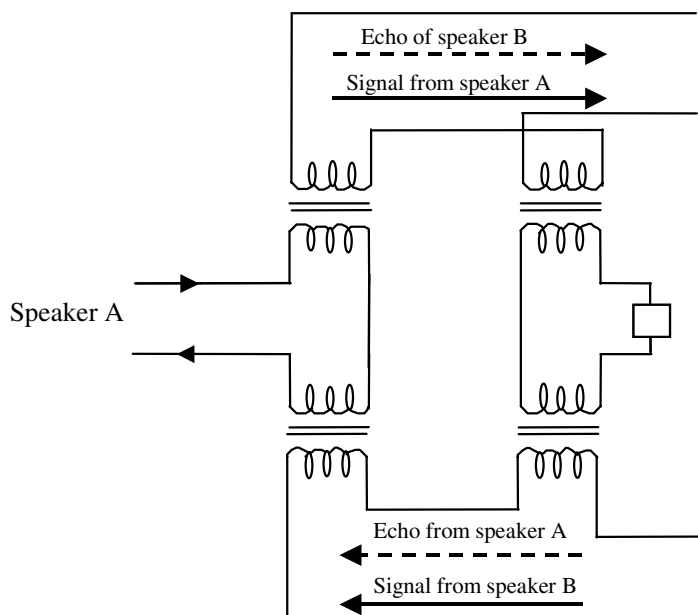 Echo of speaker B
Signal from speaker A
Speaker A
Echo from speaker A
Signal from speaker B